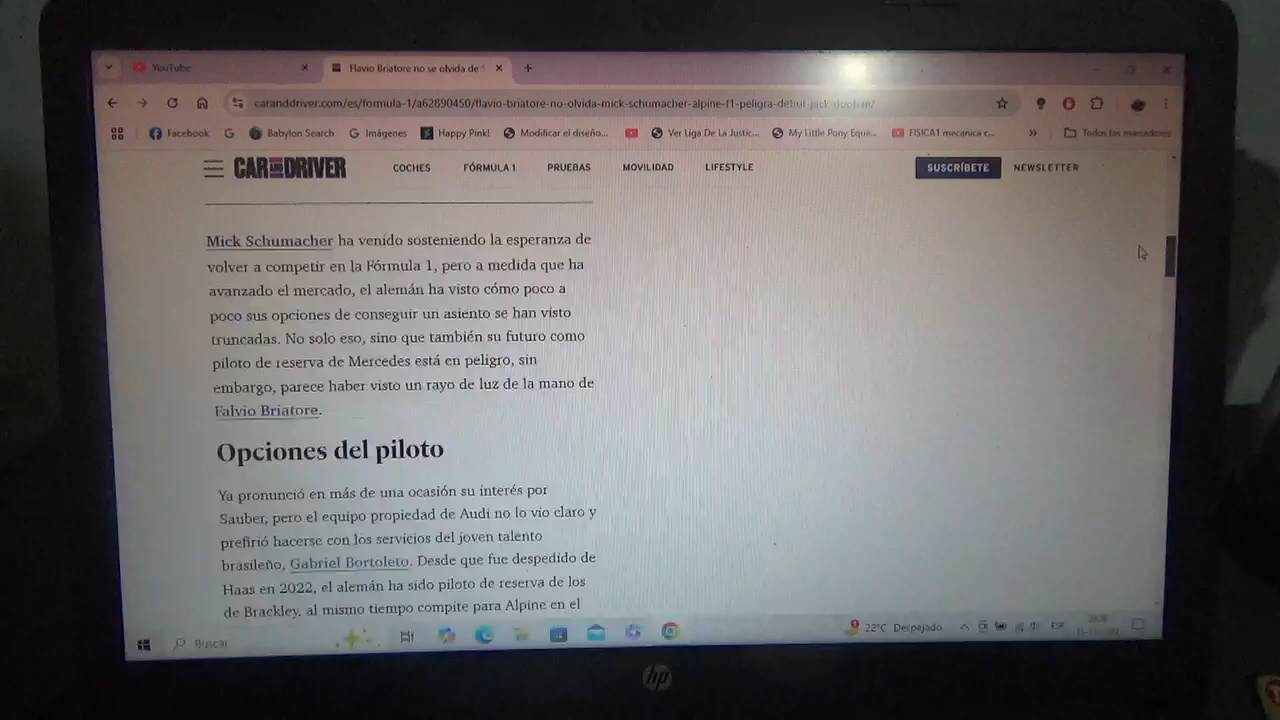 YouTube
Flavio Briatore no se olvida de
caranddriver.com/es/formula-1/a62890450/flavio-briatore-no-olvida-mick-schumacher-alpine-f1-peligra-debut-jack-doohan/
Facebook
Babylon Search
Imágenes
Happy Pink!
Modificar el diseño...
Ver Liga De La Justic...
My Little Pony Eque...
FISICA1 mecanica c...
»
Todos los marcadores
CAR AND DRIVER
COCHES
FÓRMULA 1
PRUEBAS
MOVILIDAD
LIFESTYLE
SUSCRÍBETE
NEWSLETTER
Mick Schumacher ha venido sosteniendo la esperanza de
volver a competir en la Fórmula 1, pero a medida que ha
avanzado el mercado, el alemán ha visto cómo poco a
poco sus opciones de conseguir un asiento se han visto
truncadas. No solo eso, sino que también su futuro como
piloto de reserva de Mercedes está en peligro, sin
embargo, parece haber visto un rayo de luz de la mano de
Falvio Briatore.
Opciones del piloto
Ya pronunció en más de una ocasión su interés por
Sauber, pero el equipo propiedad de Audi no lo vio claro y
prefirió hacerse con los servicios del joven talento
brasileño, Gabriel Bortoleto. Desde que fue despedido de
Haas en 2022, el alemán ha sido piloto de reserva de los
de Brackley, al mismo tiempo compite para Alpine en el
Buscar
22°C Despejado
ESP
hp